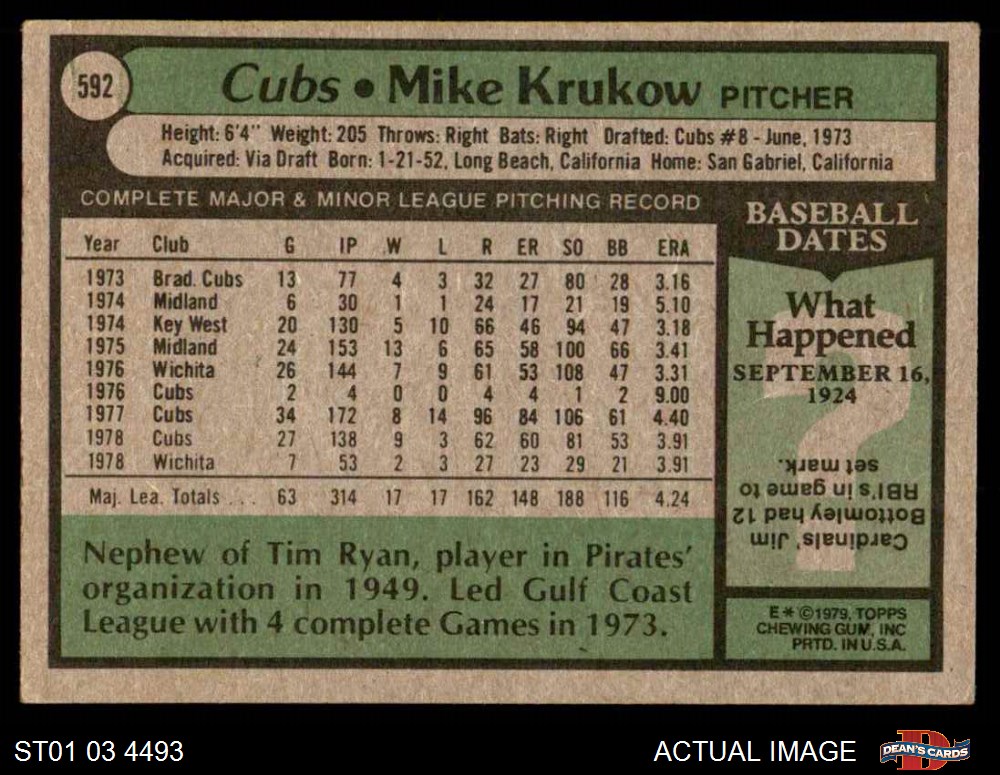 592
Cubs • Mike Krukow PITCHER
Height: 6'4" Weight: 205 Throws: Right Bats: Right Drafted: Cubs #8 - June, 1973
Acquired: Via Draft Born: 1-21-52, Long Beach, California Home: San Gabriel, California
COMPLETE MAJOR & MINOR LEAGUE PITCHING RECORD
Year Club G IP W L R ER SO BB ERA
1973 Brad. Cubs 13 77 4 3 32 27 80 28 3.16
1974 Midland 6 30 1 1 24 17 21 19 5.10
1974 Key West 20 130 5 10 66 46 94 47 3.18
1975 Midland 24 153 13 6 65 58 100 66 3.41
1976 Wichita 26 144 7 9 61 53 108 47 3.31
1976 Cubs 2 4 0 0 4 4 1 2 9.00
1977 Cubs 34 172 8 14 96 84 106 61 4.40
1978 Cubs 27 138 9 3 62 60 81 53 3.91
1978 Wichita 7 53 2 3 27 23 29 21 3.91
Maj. Lea. Totals ... 63 314 17 17 162 148 188 116 4.24
Nephew of Tim Ryan, player in Pirates'
organization in 1949. Led Gulf Coast
League with 4 complete Games in 1973.
BASEBALL
DATES
?
What
Happened
SEPTEMBER 16,
1924
Cardinals' Jim
Bottomley had 12
RBI's in game to
set mark.
E*©1979, TOPPS
CHEWING GUM, INC
PRTD. IN U.S.A.
ST01 03 4493
ACTUAL IMAGE
D
DEAN'S CARDS